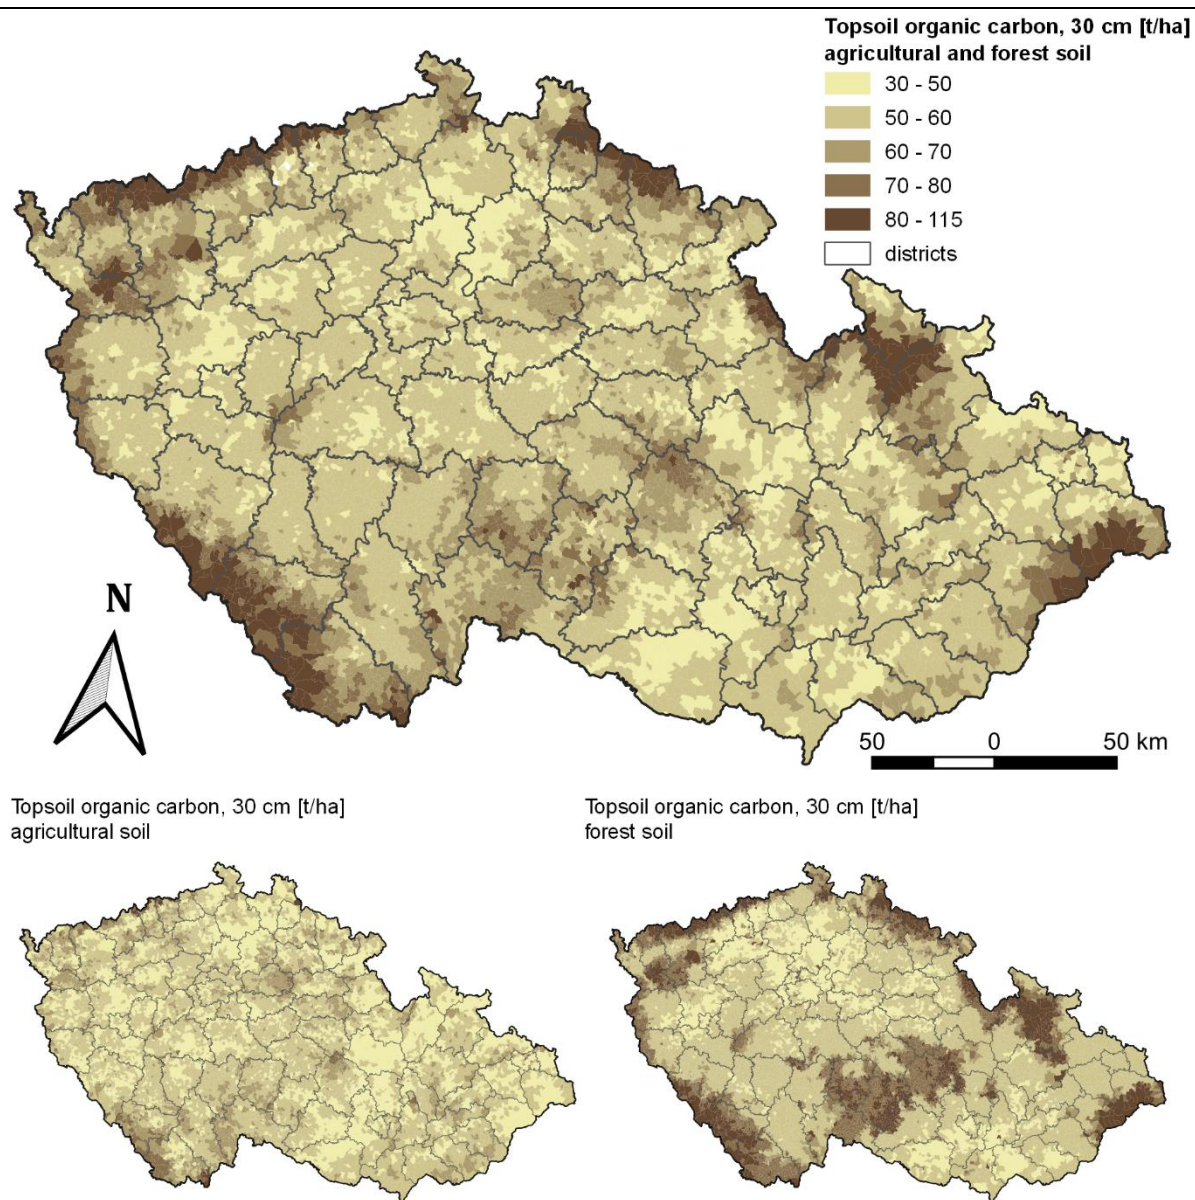 Topsoil organic carbon, 30 cm [t/ha]
agricultural and forest soil
30 - 50
50 - 60
60 - 70
70 - 80
80 - 115
districts
N
50 0 50 km
Topsoil organic carbon, 30 cm [t/ha]
agricultural soil
Topsoil organic carbon, 30 cm [t/ha]
forest soil